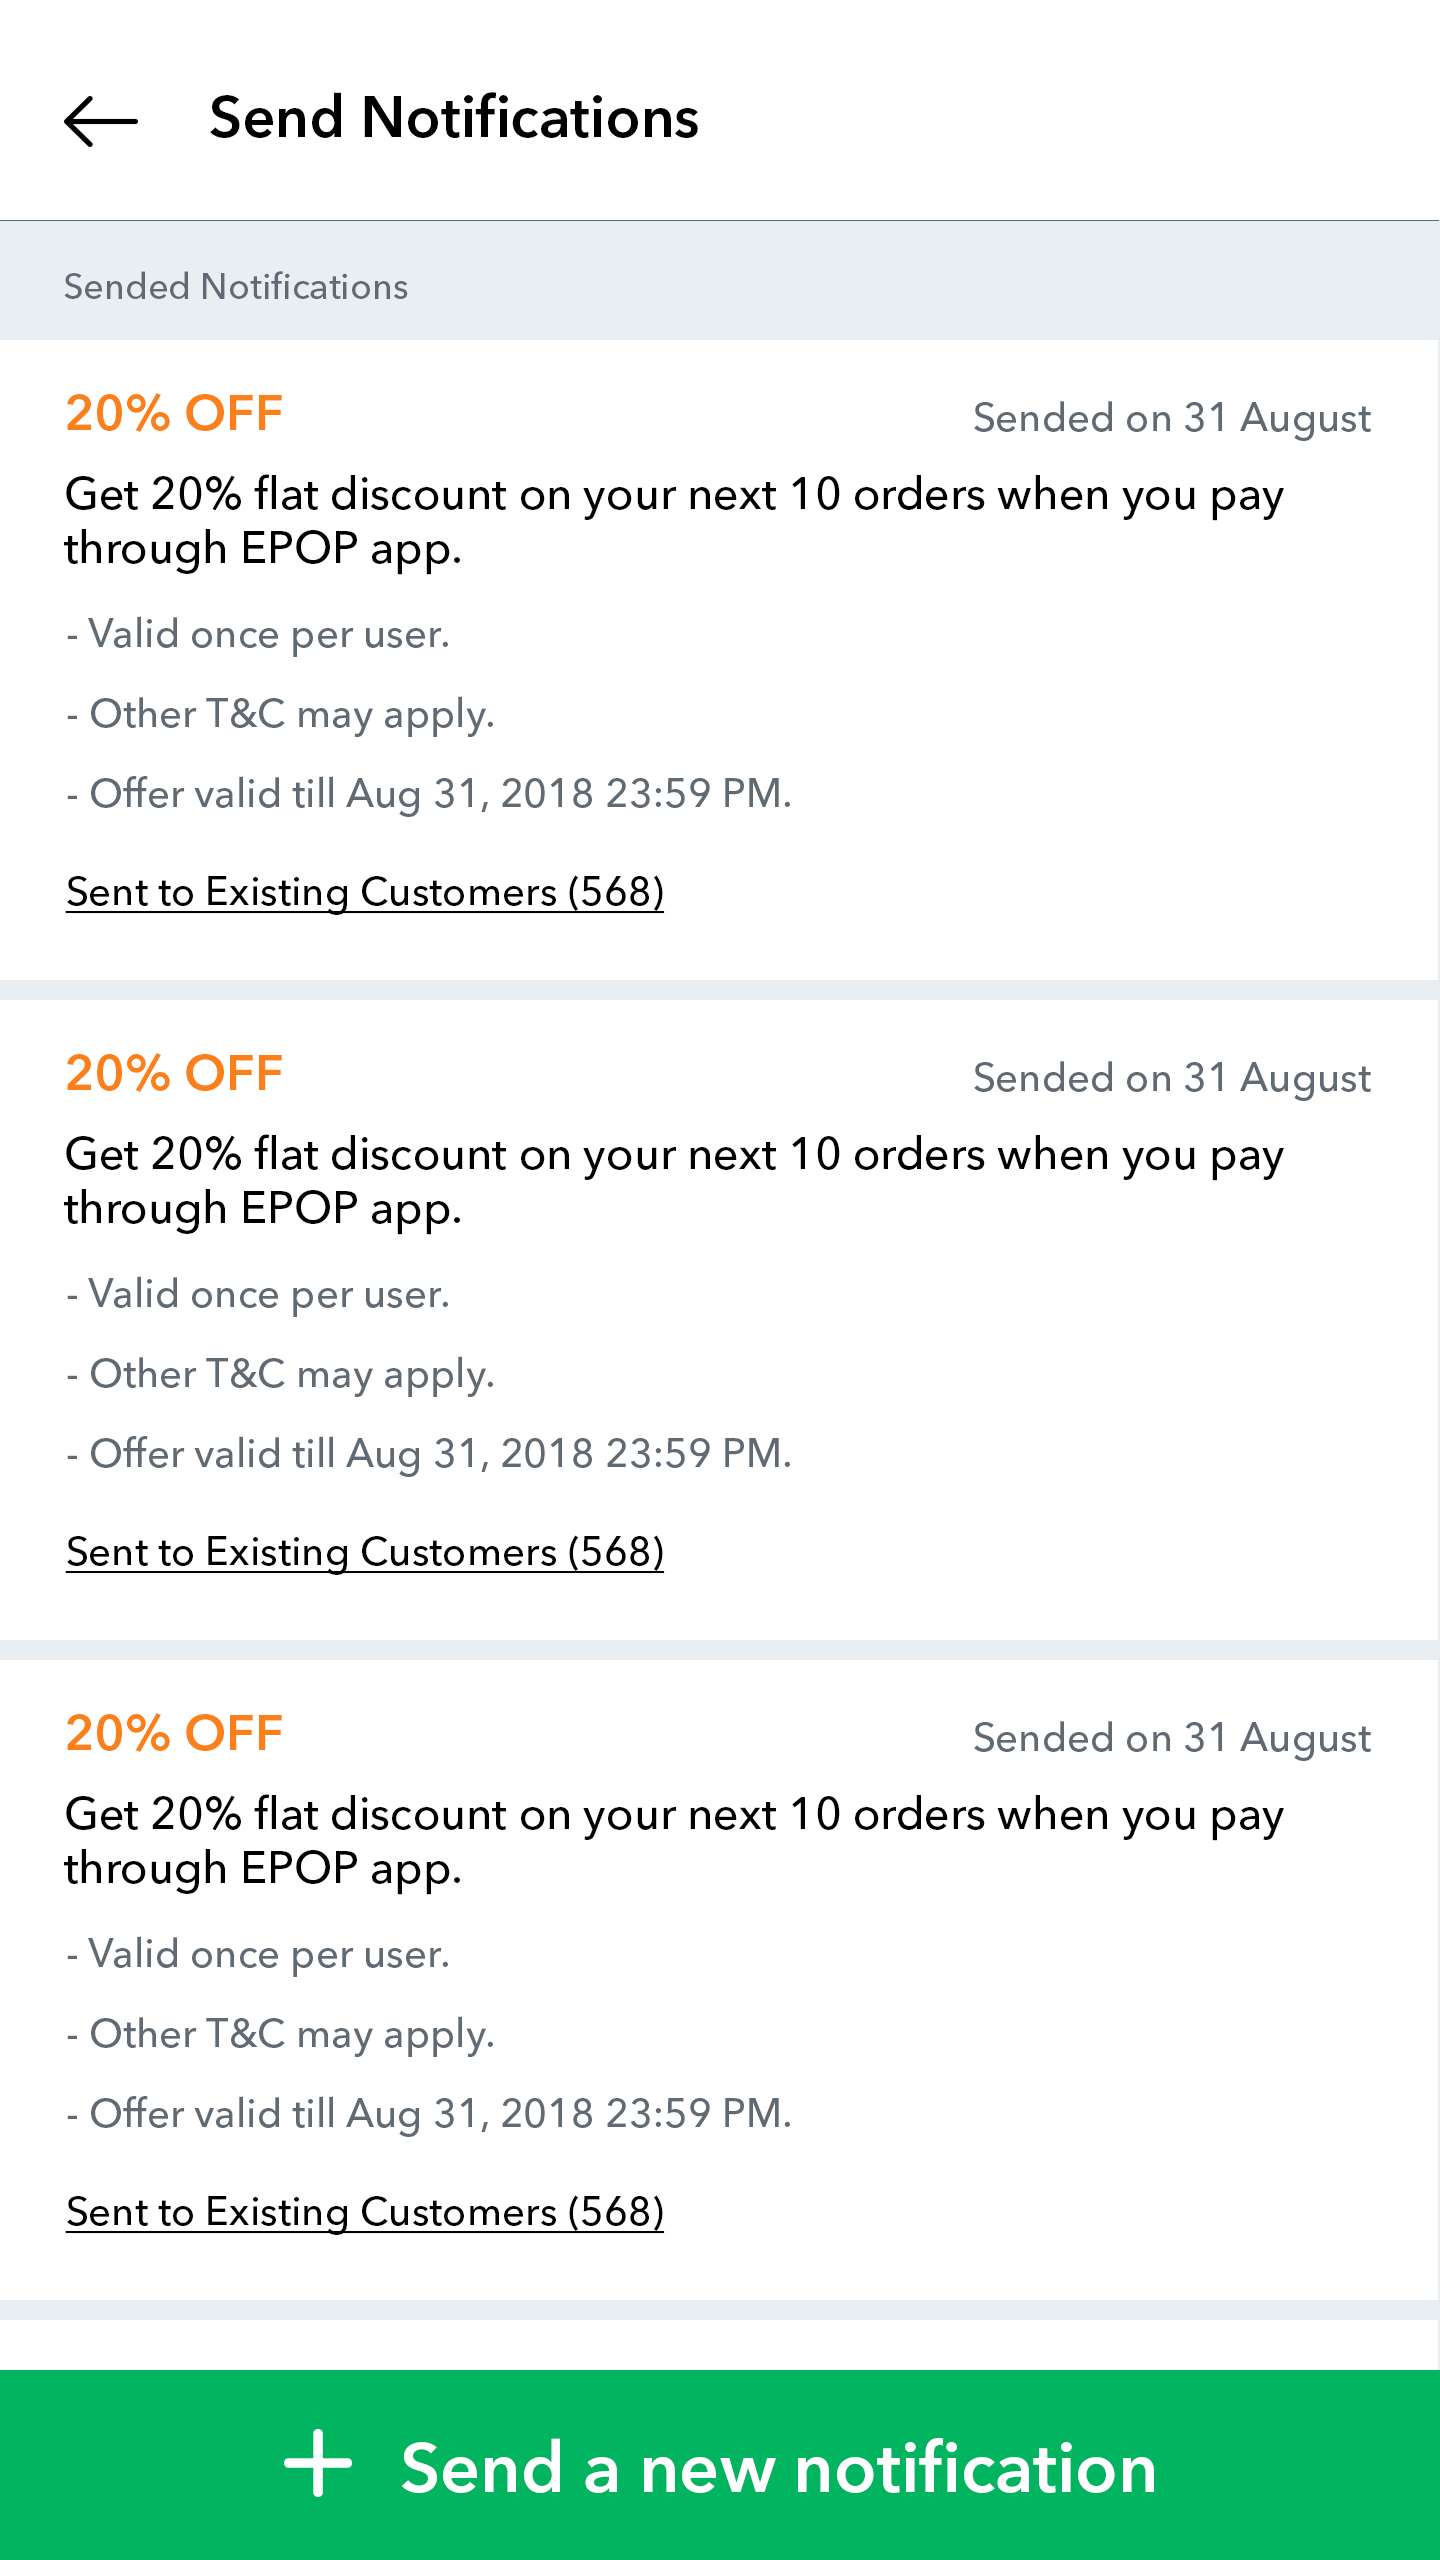 Send Notifications
Sended Notifications
20% OFF
Sended on 31 August
Get 20% flat discount on your next 10 orders when you pay
through EPOP app.
- Valid once per user.
- Other T&C may apply.
- Offer valid till Aug 31, 2018 23:59 PM.
Sent to Existing Customers (568)
20% OFF
Sended on 31 August
Get 20% flat discount on your next 10 orders when you pay
through EPOP app.
- Valid once per user.
- Other T&C may apply.
- Offer valid till Aug 31, 2018 23:59 PM.
Sent to Existing Customers (568)
20% OFF
Sended on 31 August
Get 20% flat discount on your next 10 orders when you pay
through EPOP app.
- Valid once per user.
- Other T&C may apply.
- Offer valid till Aug 31, 2018 23:59 PM.
Sent to Existing Customers (568)
+ Send a new notification